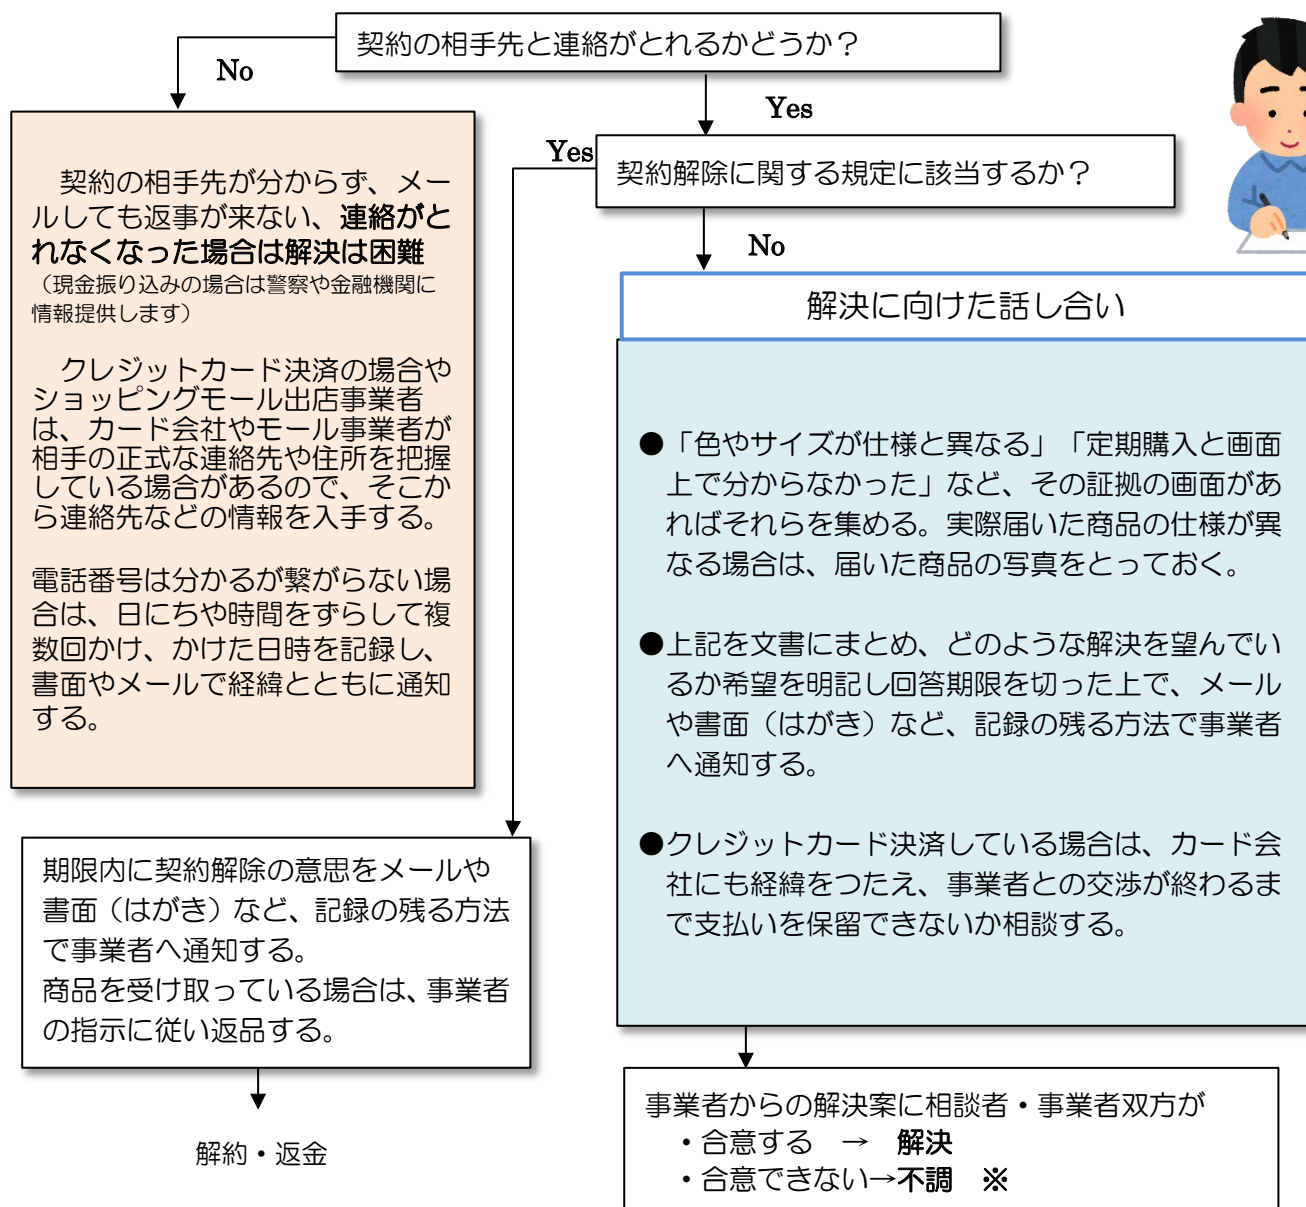 契約の相手先と連絡がとれるかどうか？
No
Yes
Yes
契約解除に関する規定に該当するか？
No
　契約の相手先が分からず、メー
ルしても返事が来ない、連絡がと
れなくなった場合は解決は困難
（現金振り込みの場合は警察や金融機関に
情報提供します）
　クレジットカード決済の場合や
ショッピングモール出店事業者
は、カード会社やモール事業者が
相手の正式な連絡先や住所を把握
している場合があるので、そこか
ら連絡先などの情報を入手する。
電話番号は分かるが繋がらない場
合は、日にちや時間をずらして複
数回かけ、かけた日時を記録し、
書面やメールで経緯とともに通知
する。
期限内に契約解除の意思をメールや
書面（はがき）など、記録の残る方法
で事業者へ通知する。
商品を受け取っている場合は、事業者
の指示に従い返品する。
解約・返金
解決に向けた話し合い
●「色やサイズが仕様と異なる」「定期購入と画面
上で分からなかった」など、その証拠の画面があ
ればそれらを集める。実際届いた商品の仕様が異
なる場合は、届いた商品の写真をとっておく。
●上記を文書にまとめ、どのような解決を望んでい
るか希望を明記し回答期限を切った上で、メール
や書面（はがき）など、記録の残る方法で事業者
へ通知する。
●クレジットカード決済している場合は、カード会
社にも経緯をつたえ、事業者との交渉が終わるま
で支払いを保留できないか相談する。
事業者からの解決案に相談者・事業者双方が
・合意する　→　解決
・合意できない→不調　※